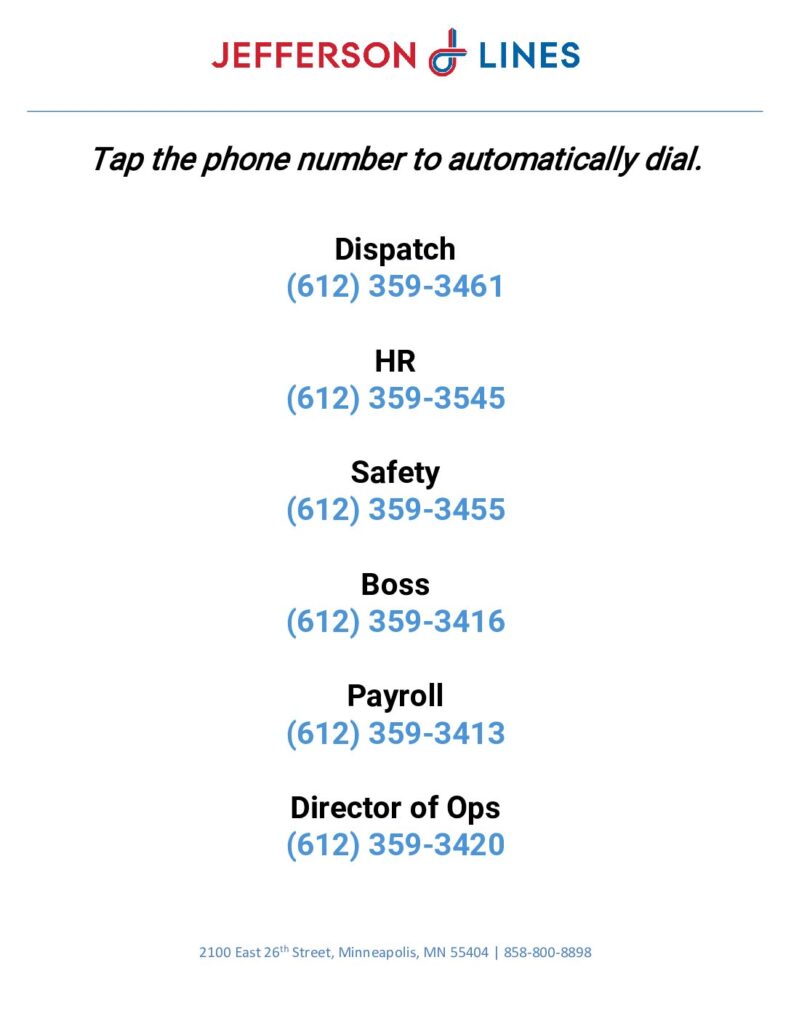 JEFFERSON LINES
Tap the phone number to automatically dial.
Dispatch
(612) 359-3461
HR
(612) 359-3545
Safety
(612) 359-3455
Boss
(612) 359-3416
Payroll
(612) 359-3413
Director of Ops
(612) 359-3420
2100 East 26th Street, Minneapolis, MN 55404 | 858-800-8898